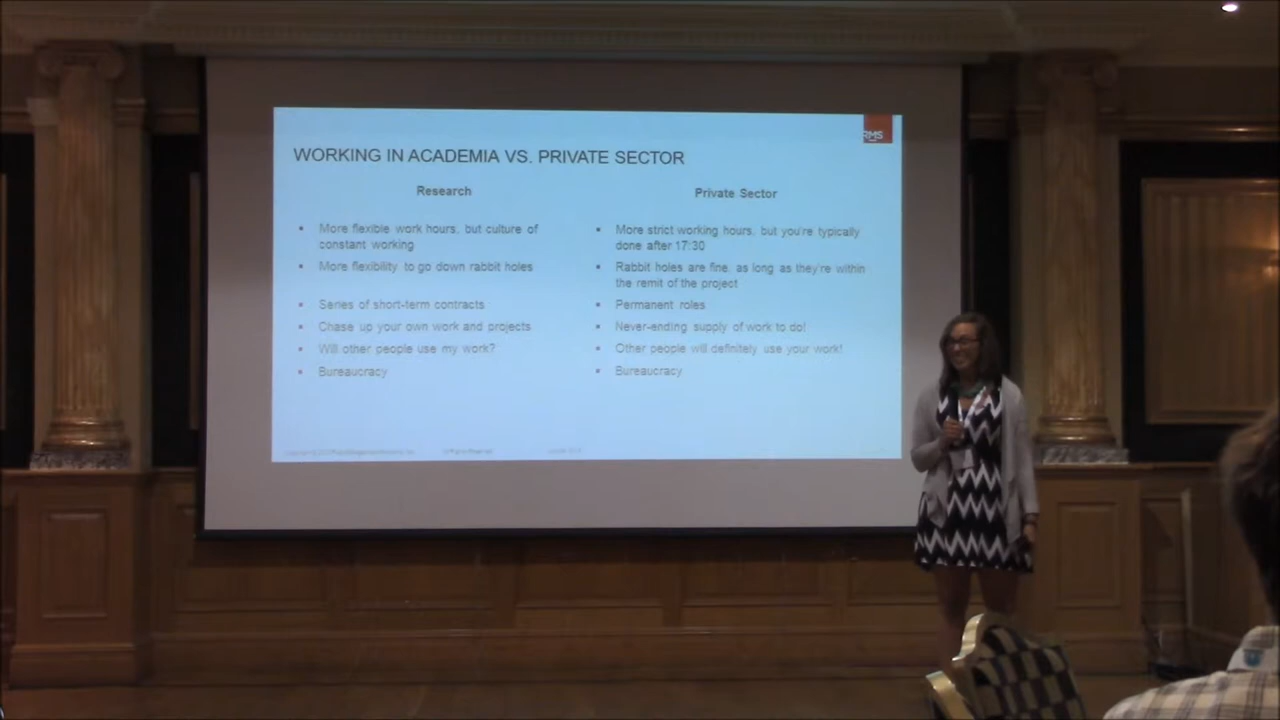 RMS
WORKING IN ACADEMIA VS. PRIVATE SECTOR
Research
More flexible work hours, but culture of
constant working
More flexibility to go down rabbit holes
Series of short-term contracts
Chase up your own work and projects
Will other people use my work?
Bureaucracy
Private Sector
More strict working hours, but you're typically
done after 17:30
Rabbit holes are fine, as long as they're within
the remit of the project
Permanent roles
Never-ending supply of work to do!
Other people will definitely use your work!
Bureaucracy